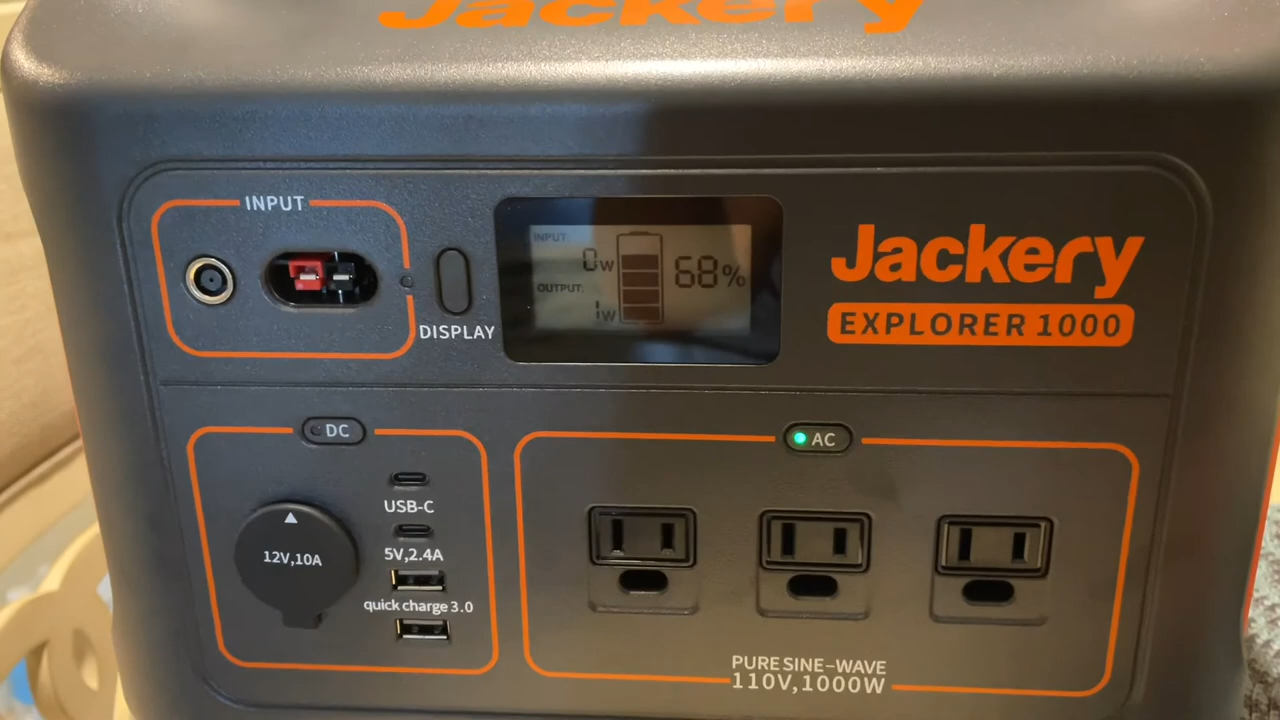 Jackery
INPUT
DISPLAY
INPUT:
0W
OUTPUT:
1W
68%
Jackery
EXPLORER 1000
DC
USB-C
5V,2.4A
quick charge 3.0
12V,10A
AC
PURE SINE-WAVE
110V,1000W